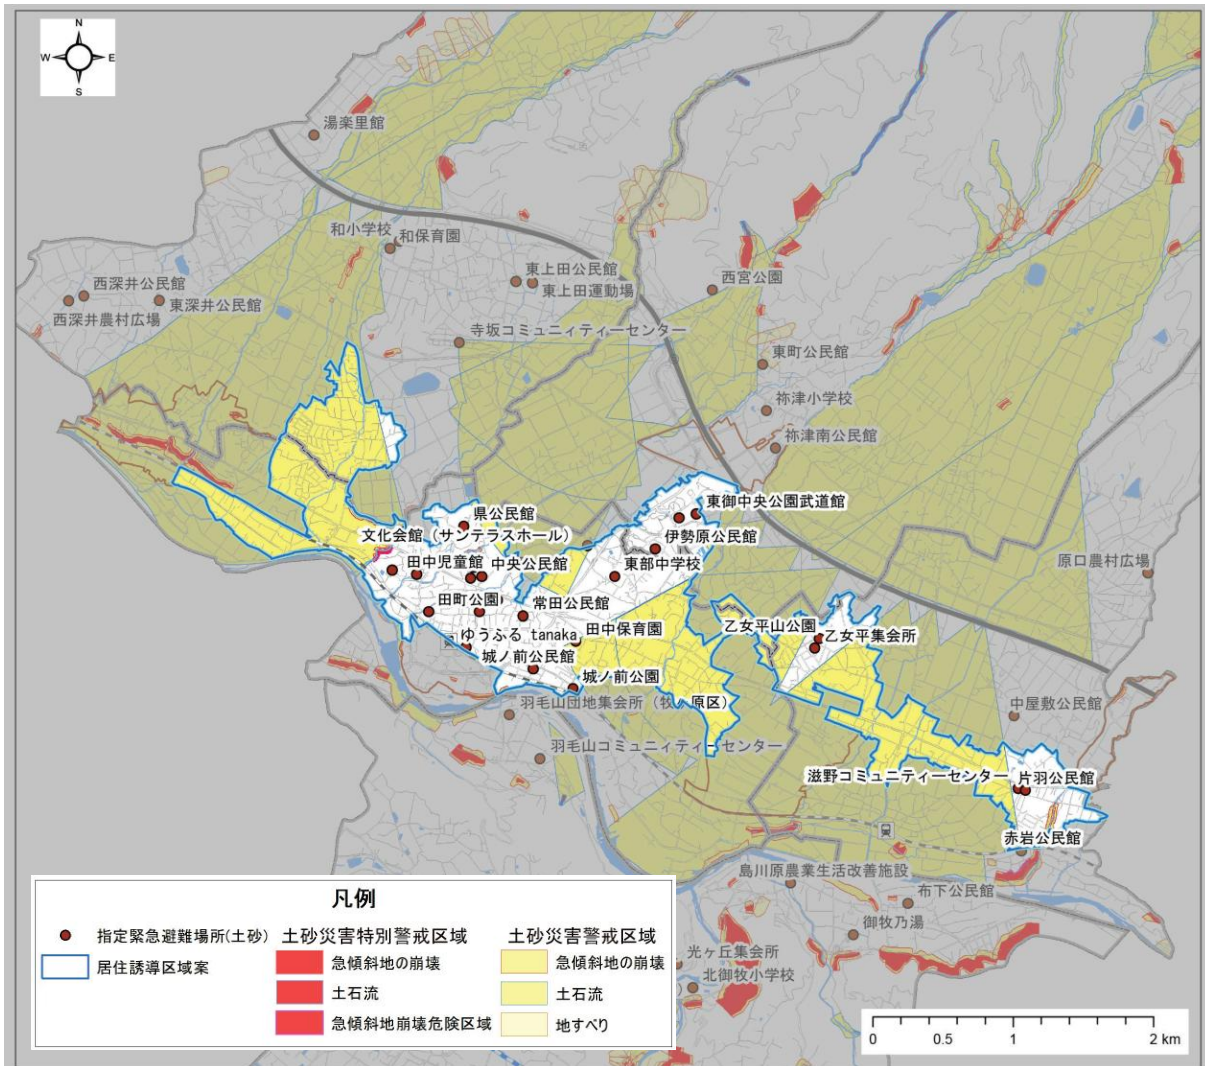 N
W E
S
湯楽里館
和小学校
和保育園
東上田公民館
東上田運動場
西宮公園
西深井公民館
東深井公民館
西深井農村広場
寺坂コミュニィティーセンター
東町公民館
祢津小学校
祢津南公民館
県公民館
東御中央公園武道館
文化会館（サンテラスホール）
伊勢原公民館
田中児童館
中央公民館
東部中学校
原口農村広場
田町公園
常田公民館
乙女平山公園
乙女平集会所
ゆうふる tanaka
田中保育園
城ノ前公民館
城ノ前公園
羽毛山団地集会所（牧 原区）
中屋敷公民館
羽毛山コミュニィティーセンター
滋野コミュニティーセンター
片羽公民館
赤岩公民館
島川原農業生活改善施設
布下公民館
御牧乃湯
光ヶ丘集会所
北御牧小学校
凡例
指定緊急避難場所(土砂)
居住誘導区域案
土砂災害特別警戒区域
急傾斜地の崩壊
土石流
急傾斜地崩壊危険区域
土砂災害警戒区域
急傾斜地の崩壊
土石流
地すべり
0 0.5 1 2 km